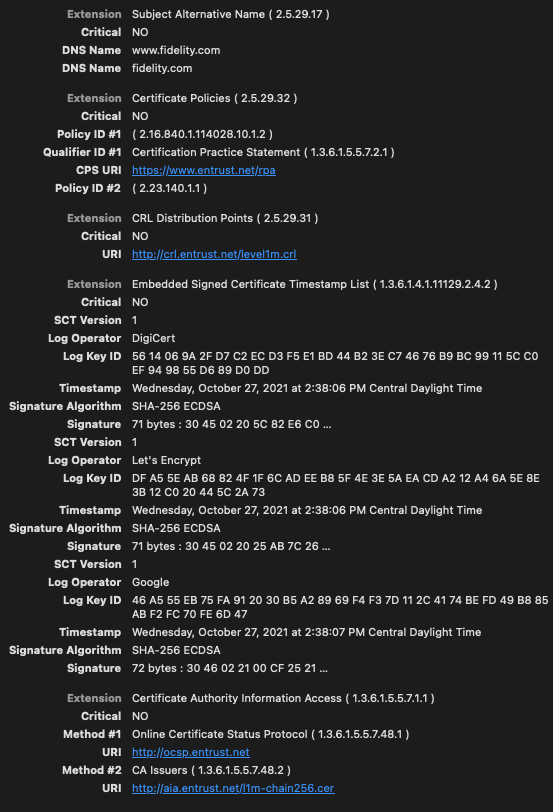 Extension Subject Alternative Name ( 2.5.29.17 )
Critical NO
DNS Name www.fidelity.com
DNS Name fidelity.com
Extension Certificate Policies ( 2.5.29.32 )
Critical NO
Policy ID #1 ( 2.16.840.1.114028.10.1.2 )
Qualifier ID #1 Certification Practice Statement ( 1.3.6.1.5.5.7.2.1 )
CPS URI https://www.entrust.net/rpa
Policy ID #2 ( 2.23.140.1.1 )
Extension CRL Distribution Points ( 2.5.29.31 )
Critical NO
URI http://crl.entrust.net/level1m.crl
Extension Embedded Signed Certificate Timestamp List ( 1.3.6.1.4.1.11129.2.4.2 )
Critical NO
SCT Version 1
Log Operator DigiCert
Log Key ID 56 14 06 9A 2F D7 C2 EC D3 F5 E1 BD 44 B2 3E C7 46 76 B9 BC 99 11 5C C0
EF 94 98 55 D6 89 D0 DD
Timestamp Wednesday, October 27, 2021 at 2:38:06 PM Central Daylight Time
Signature Algorithm SHA-256 ECDSA
Signature 71 bytes : 30 45 02 20 5C 82 E6 C0 ...
SCT Version 1
Log Operator Let's Encrypt
Log Key ID DF A5 5E AB 68 82 4F 1F 6C AD EE B8 5F 4E 3E 5A EA CD A2 12 A4 6A 5E 8E
3B 12 C0 20 44 5C 2A 73
Timestamp Wednesday, October 27, 2021 at 2:38:06 PM Central Daylight Time
Signature Algorithm SHA-256 ECDSA
Signature 71 bytes : 30 45 02 20 25 AB 7C 26 ...
SCT Version 1
Log Operator Google
Log Key ID 46 A5 55 EB 75 FA 91 20 30 B5 A2 89 69 F4 F3 7D 11 2C 41 74 BE FD 49 B8 85
AB F2 FC 70 FE 6D 47
Timestamp Wednesday, October 27, 2021 at 2:38:07 PM Central Daylight Time
Signature Algorithm SHA-256 ECDSA
Signature 72 bytes : 30 46 02 21 00 CF 25 21 ...
Extension Certificate Authority Information Access ( 1.3.6.1.5.5.7.1.1 )
Critical NO
Method #1 Online Certificate Status Protocol ( 1.3.6.1.5.5.7.48.1 )
URI http://ocsp.entrust.net
Method #2 CA Issuers ( 1.3.6.1.5.5.7.48.2 )
URI http://aia.entrust.net/l1m-chain256.cer